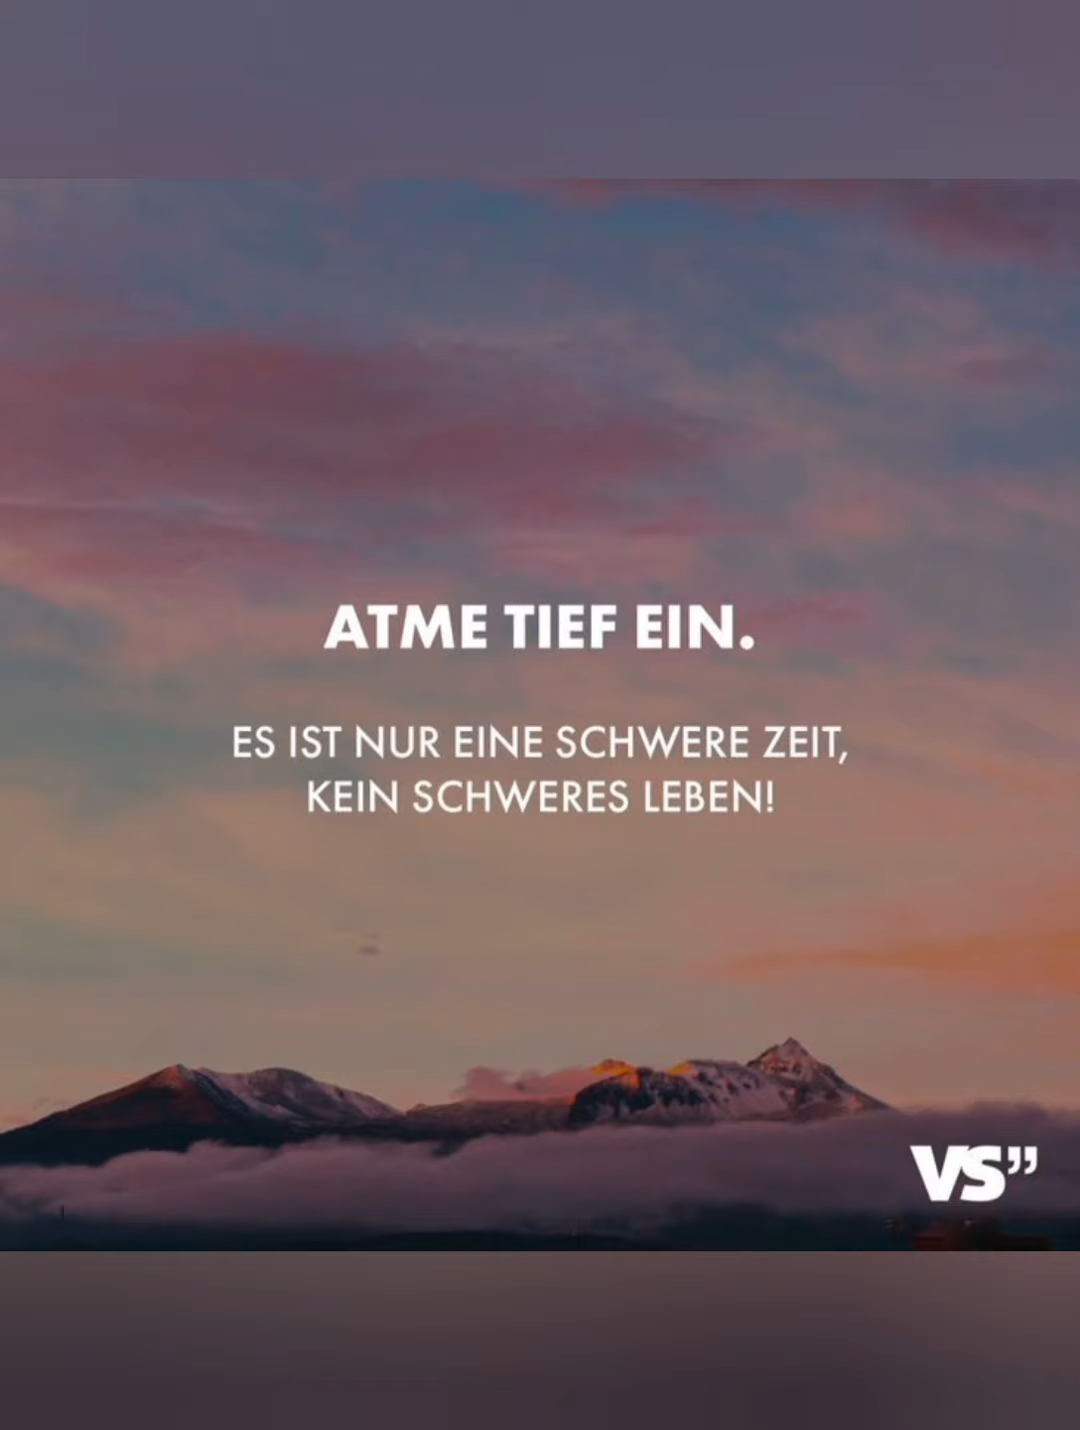 ATME TIEF EIN.
ES IST NUR EINE SCHWERE ZEIT,
KEIN SCHWERES LEBEN!
VS”